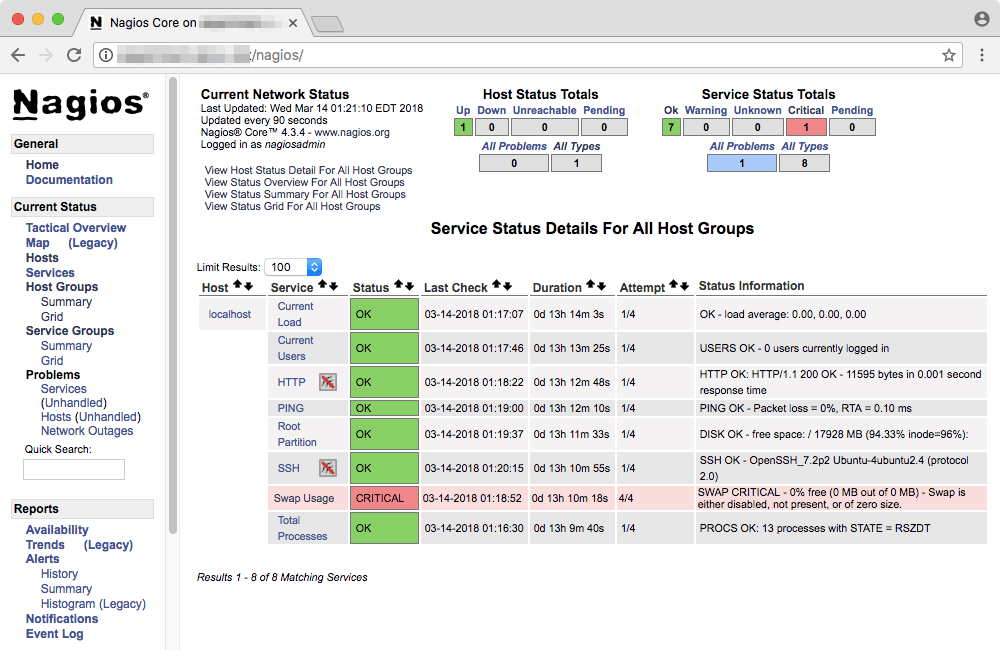 Nagios Core on
/nagios/
Nagios®
General
Home
Documentation
Current Status
Tactical Overview
Map (Legacy)
Hosts
Services
Host Groups
Summary
Grid
Service Groups
Summary
Grid
Problems
Services
(Unhandled)
Hosts (Unhandled)
Network Outages
Quick Search:
Reports
Availability
Trends (Legacy)
Alerts
History
Summary
Histogram (Legacy)
Notifications
Event Log
Current Network Status
Last Updated: Wed Mar 14 01:21:10 EDT 2018
Updated every 90 seconds
Nagios® Core™ 4.3.4 - www.nagios.org
Logged in as nagiosadmin
View Host Status Detail For All Host Groups
View Status Overview For All Host Groups
View Status Summary For All Host Groups
View Status Grid For All Host Groups
Host Status Totals
Up Down Unreachable Pending
1 0 0 0
All Problems All Types
0 1
Service Status Totals
Ok Warning Unknown Critical Pending
7 0 0 1 0
All Problems All Types
1 8
Service Status Details For All Host Groups
Limit Results: 100
Host Service Status Last Check Duration Attempt Status Information
localhost Current Load OK 03-14-2018 01:17:07 0d 13h 14m 3s 1/4 OK - load average: 0.00, 0.00, 0.00
Current Users OK 03-14-2018 01:17:46 0d 13h 13m 25s 1/4 USERS OK - 0 users currently logged in
HTTP OK 03-14-2018 01:18:22 0d 13h 12m 48s 1/4 HTTP OK: HTTP/1.1 200 OK - 11595 bytes in 0.001 second response time
PING OK 03-14-2018 01:19:00 0d 13h 12m 10s 1/4 PING OK - Packet loss = 0%, RTA = 0.10 ms
Root Partition OK 03-14-2018 01:19:37 0d 13h 11m 33s 1/4 DISK OK - free space: / 17928 MB (94.33% inode=96%):
SSH OK 03-14-2018 01:20:15 0d 13h 10m 55s 1/4 SSH OK - OpenSSH_7.2p2 Ubuntu-4ubuntu2.4 (protocol 2.0)
Swap Usage CRITICAL 03-14-2018 01:18:52 0d 13h 10m 18s 4/4 SWAP CRITICAL - 0% free (0 MB out of 0 MB) - Swap is either disabled, not present, or of zero size.
Total Processes OK 03-14-2018 01:16:30 0d 13h 9m 40s 1/4 PROCS OK: 13 processes with STATE = RSZDT
Results 1 - 8 of 8 Matching Services